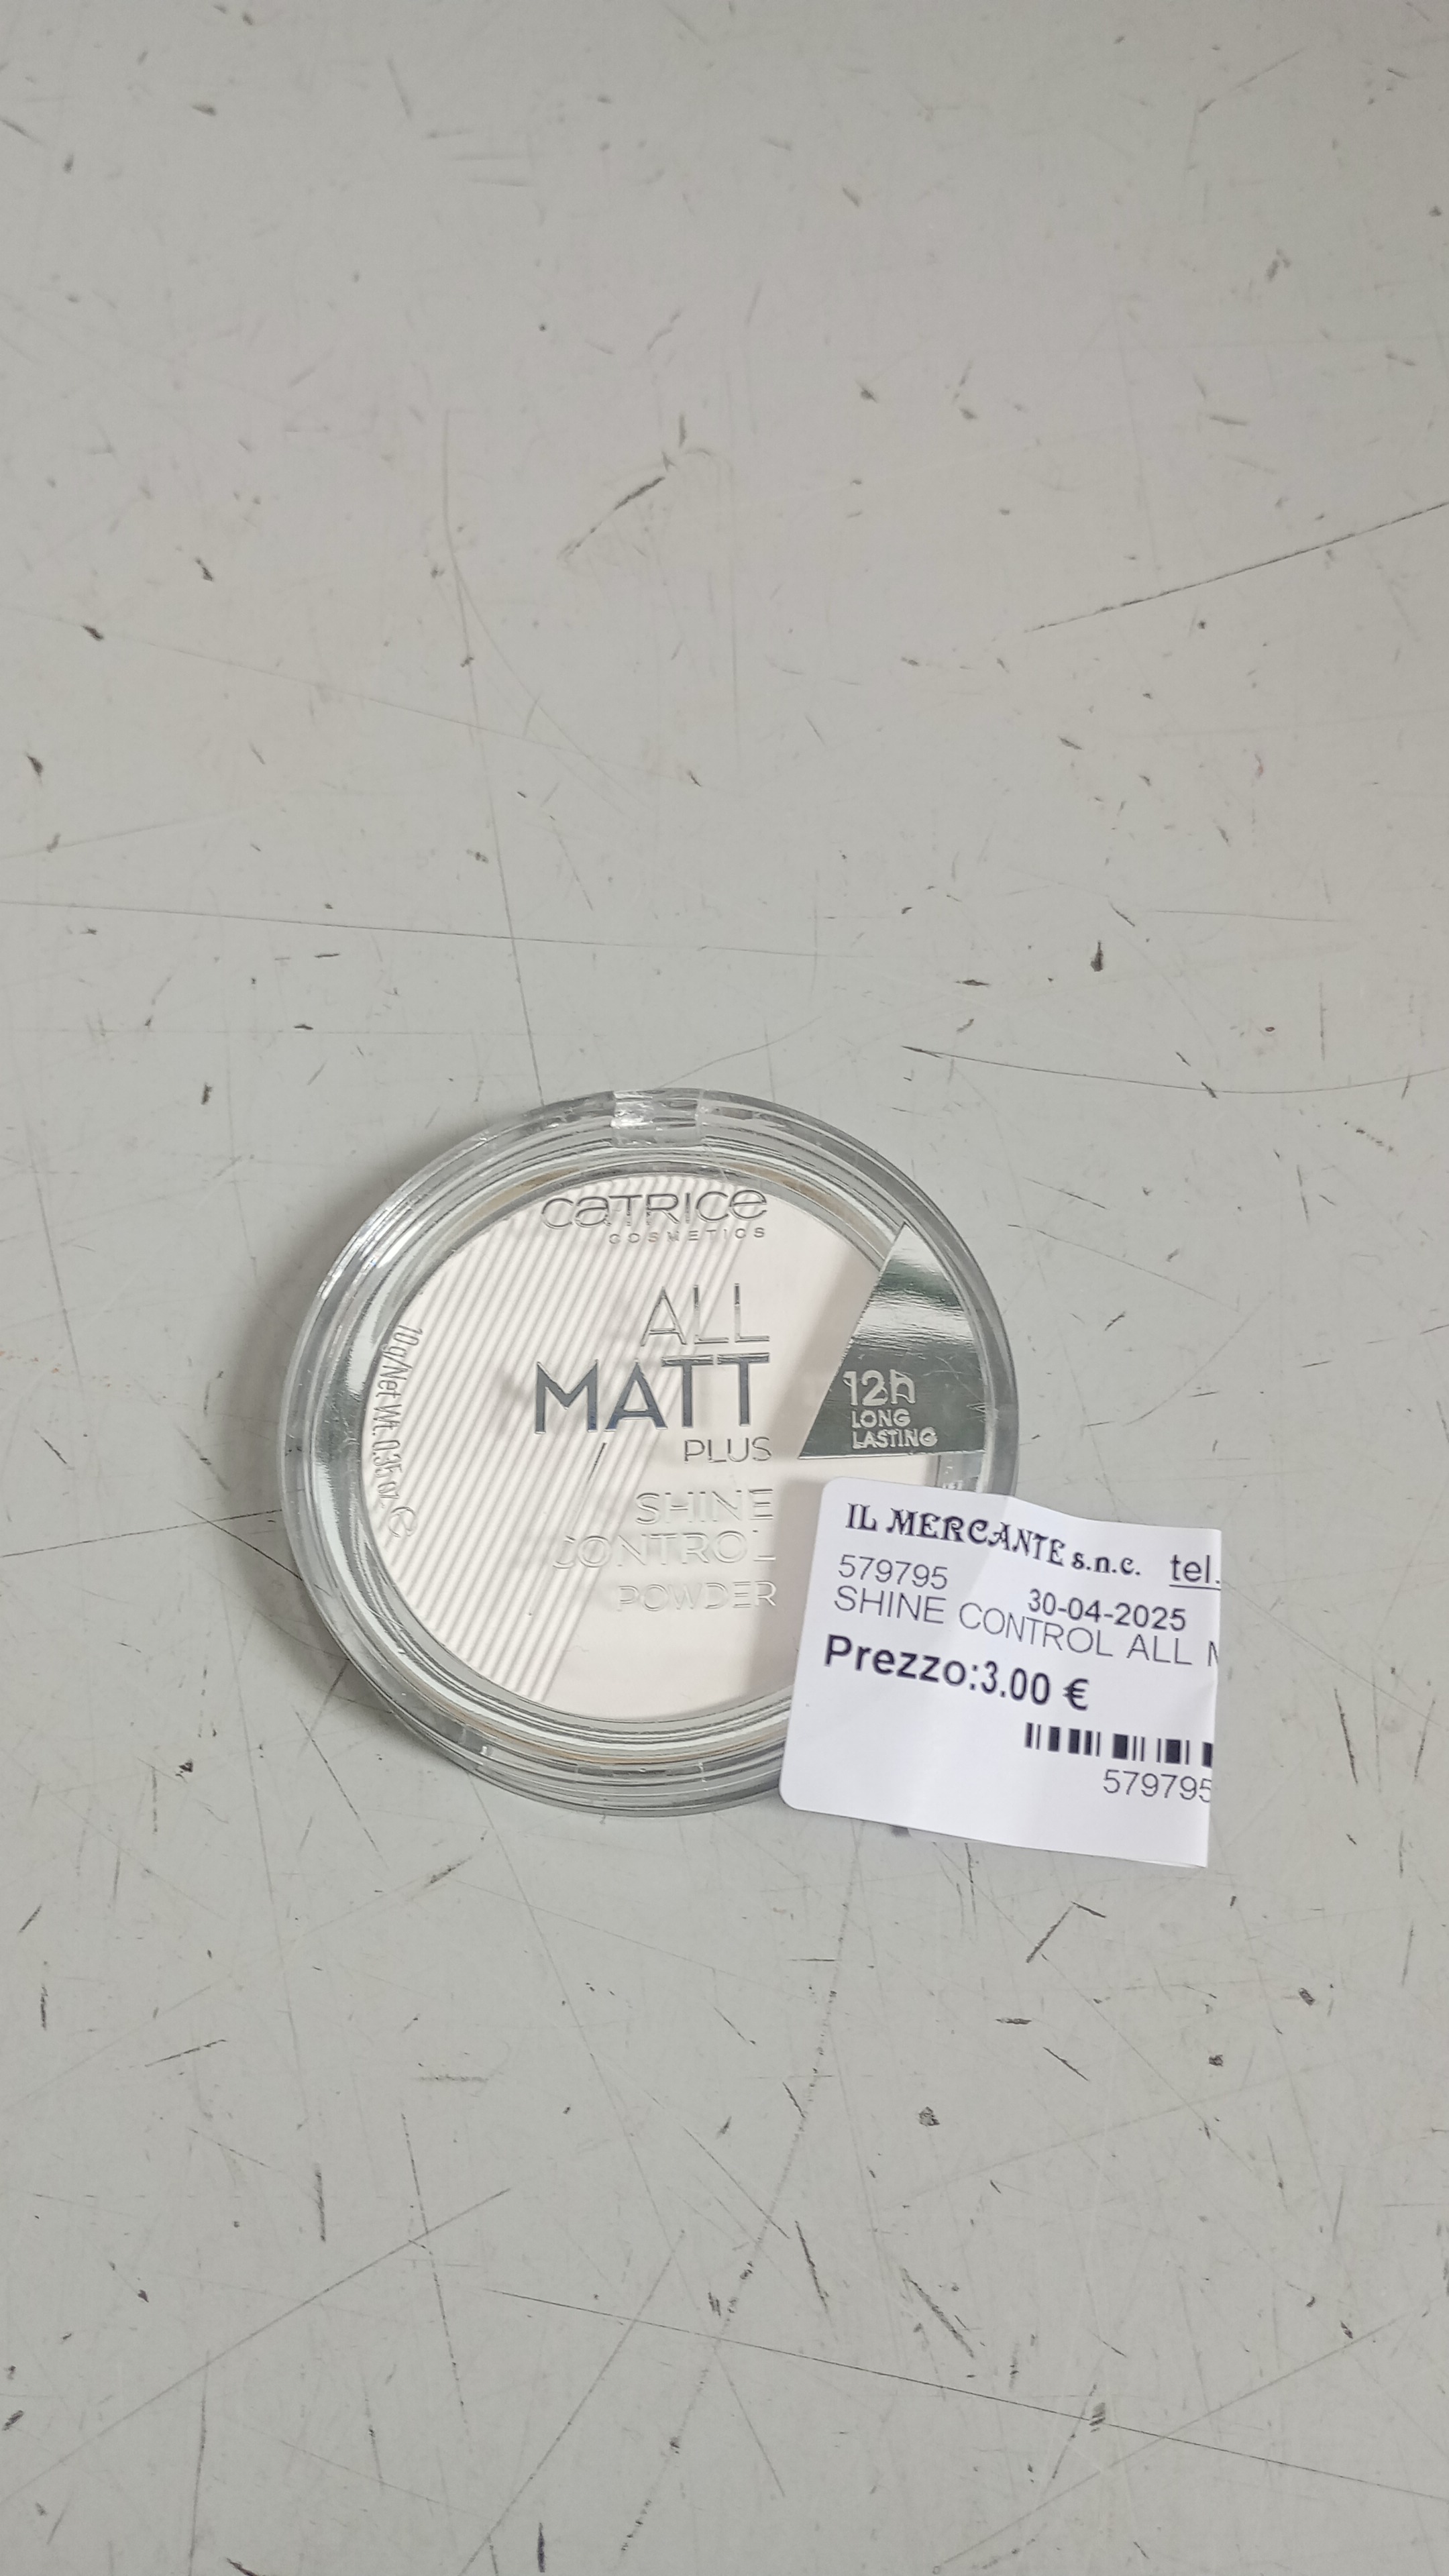 CATRICE
COSMETICS
ALL
MATT
PLUS
SHINE
CONTROL
POWDER
12h
LONG
LASTING
10g/Net Wt. 0.35 oz
IL MERCANTE s.n.c. tel.
579795
30-04-2025
SHINE CONTROL ALL
Prezzo:3.00 €
579795